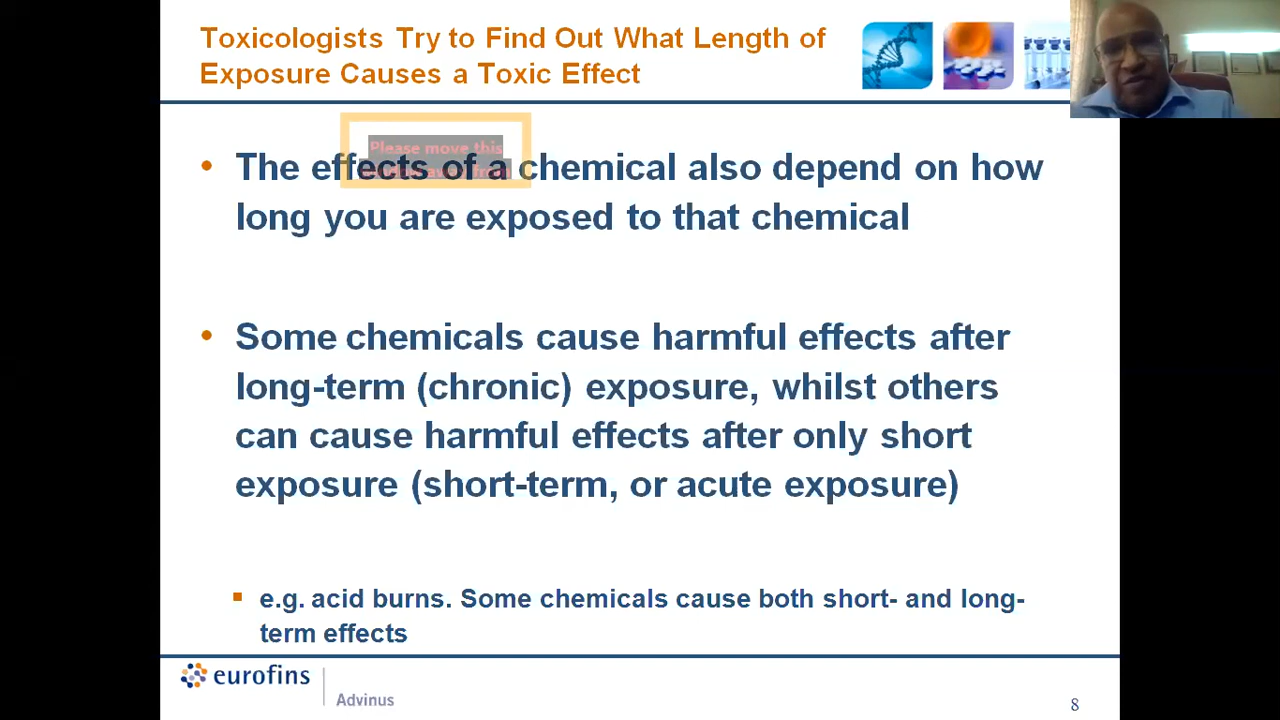 Toxicologists Try to Find Out What Length of
Exposure Causes a Toxic Effect
Please move this
• The effects of a chemical also depend on how
long you are exposed to that chemical
• Some chemicals cause harmful effects after
long-term (chronic) exposure, whilst others
can cause harmful effects after only short
exposure (short-term, or acute exposure)
▪ e.g. acid burns. Some chemicals cause both short- and long-
term effects
eurofins
Advinus
8